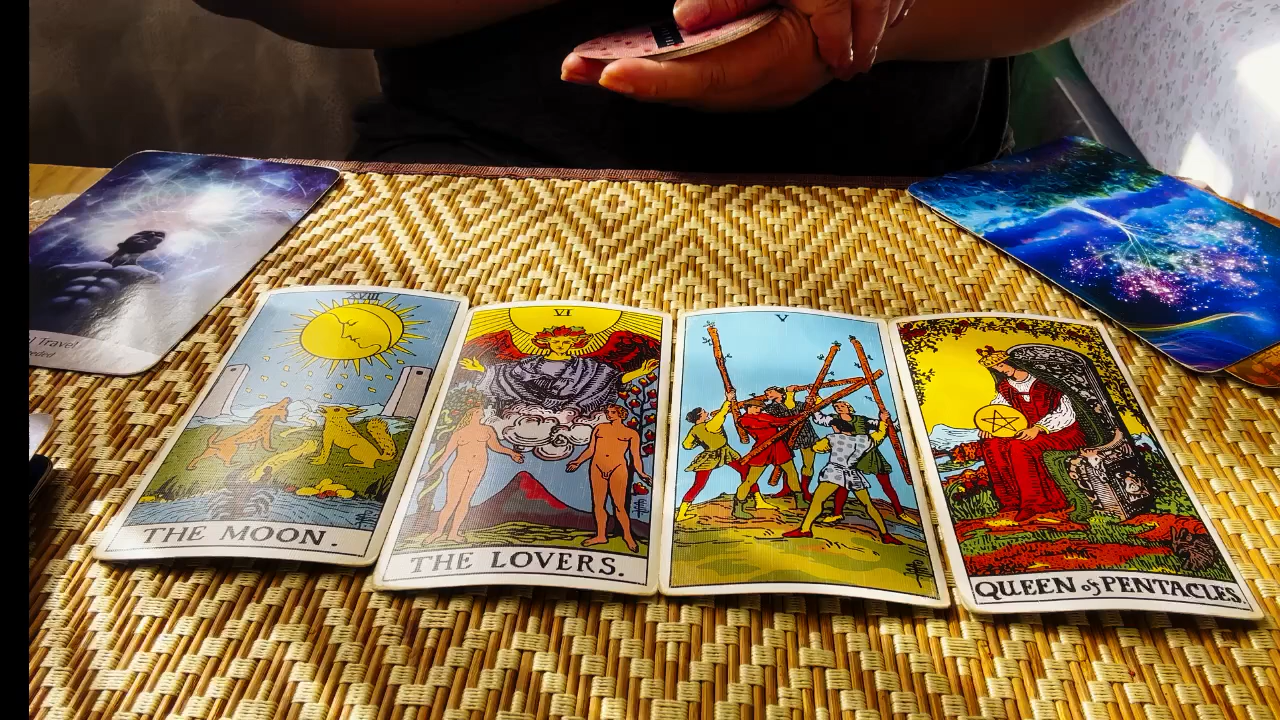 XVIII
THE MOON.
VI
THE LOVERS.
V
QUEEN of PENTACLES.
Travel